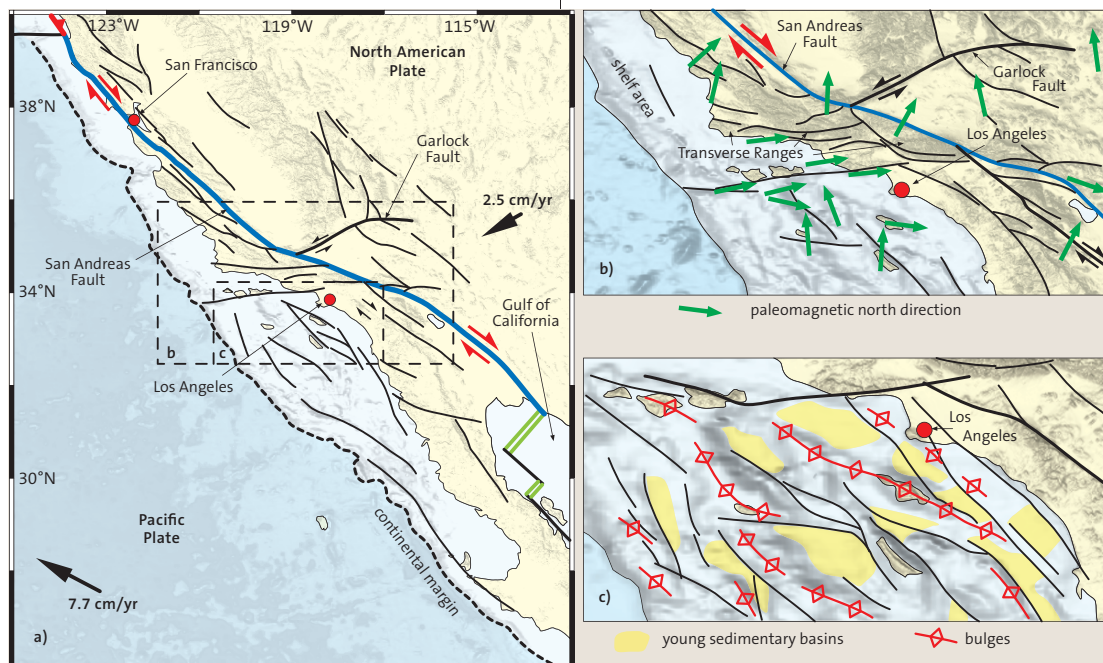 123°W
119°W
115°W
38°N
34°N
30°N
San Francisco
North American
Plate
Garlock
Fault
2.5 cm/yr
San Andreas
Fault
Gulf of
California
b
c
Los Angeles
Pacific
Plate
continental margin
7.7 cm/yr
a)
San Andreas
Fault
Garlock
Fault
shelf area
Los Angeles
Transverse Ranges
b)
paleomagnetic north direction
Los
Angeles
c)
young sedimentary basins
bulges